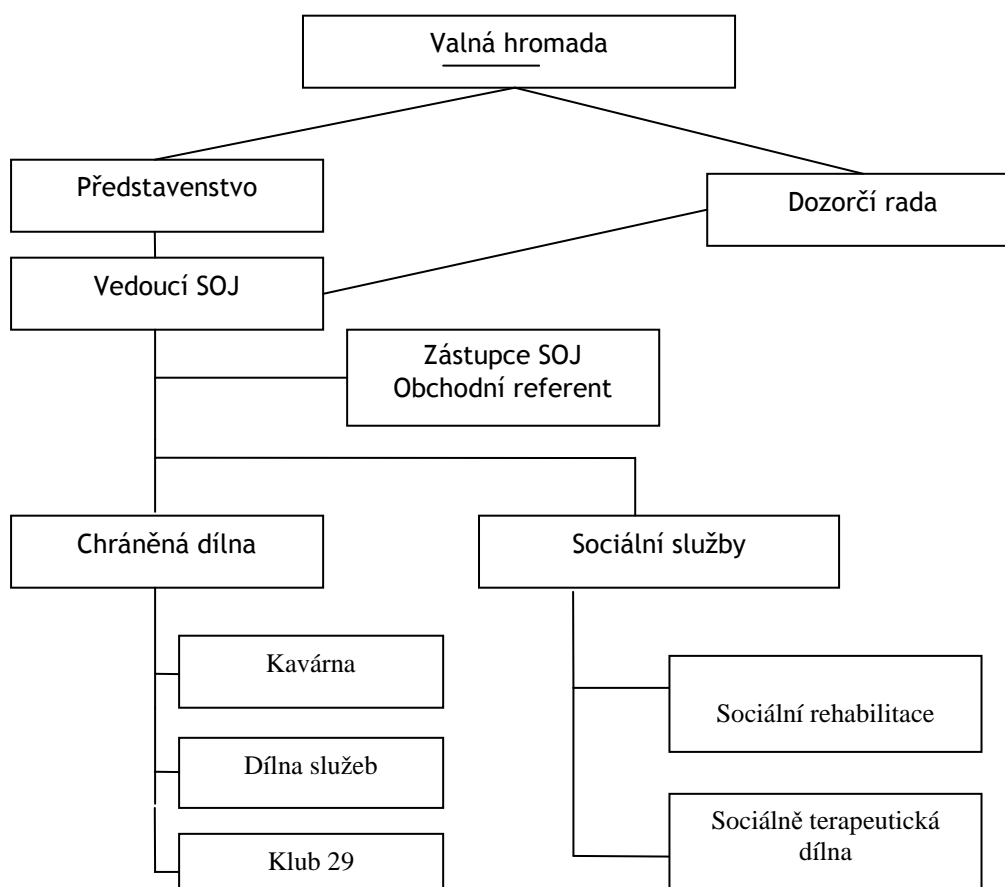 Valná hromada
Představenstvo
Dozorčí rada
Vedoucí SOJ
Zástupce SOJ
Obchodní referent
Chráněná dílna
Sociální služby
Kavárna
Sociální rehabilitace
Dílna služeb
Sociálně terapeutická
dílna
Klub 29